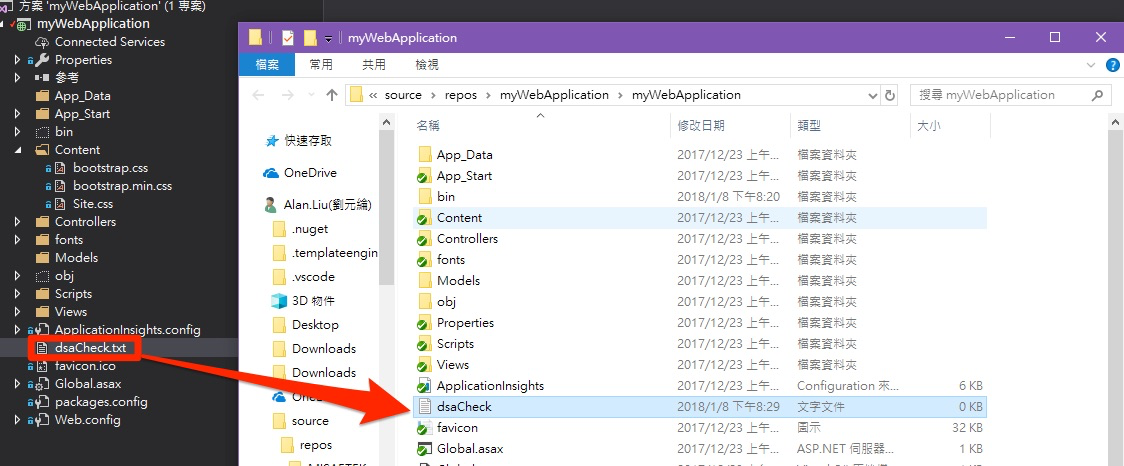 方案 'myWebApplication' (1 專案)
myWebApplication
Connected Services
Properties
參考
App_Data
App_Start
bin
Content
bootstrap.css
bootstrap.min.css
Site.css
Controllers
fonts
Models
obj
Scripts
Views
ApplicationInsights.config
dsaCheck.txt
favicon.ico
Global.asax
packages.config
Web.config
myWebApplication
檔案 常用 共用 檢視
« source › repos › myWebApplication › myWebApplication
搜尋 myWebApplication
快速存取
OneDrive
Alan.Liu(劉元綸)
.nuget
.templateengin
.vscode
3D 物件
Desktop
Downloads
Downloads
source
repos
名稱 修改日期 類型 大小
App_Data 2017/12/23 上午... 檔案資料夾
App_Start 2017/12/23 上午... 檔案資料夾
bin 2018/1/8 下午8:20 檔案資料夾
Content 2017/12/23 上午... 檔案資料夾
Controllers 2017/12/23 上午... 檔案資料夾
fonts 2017/12/23 上午... 檔案資料夾
Models 2017/12/23 上午... 檔案資料夾
obj 2017/12/23 上午... 檔案資料夾
Properties 2017/12/23 上午... 檔案資料夾
Scripts 2017/12/23 上午... 檔案資料夾
Views 2017/12/23 上午... 檔案資料夾
ApplicationInsights 2017/12/23 上午... Configuration 來... 6 KB
dsaCheck 2018/1/8 下午8:29 文字文件 0 KB
favicon 2017/12/23 上午... 圖示 32 KB
Global.asax 2017/12/23 上午... ASP.NET 伺服器... 1 KB